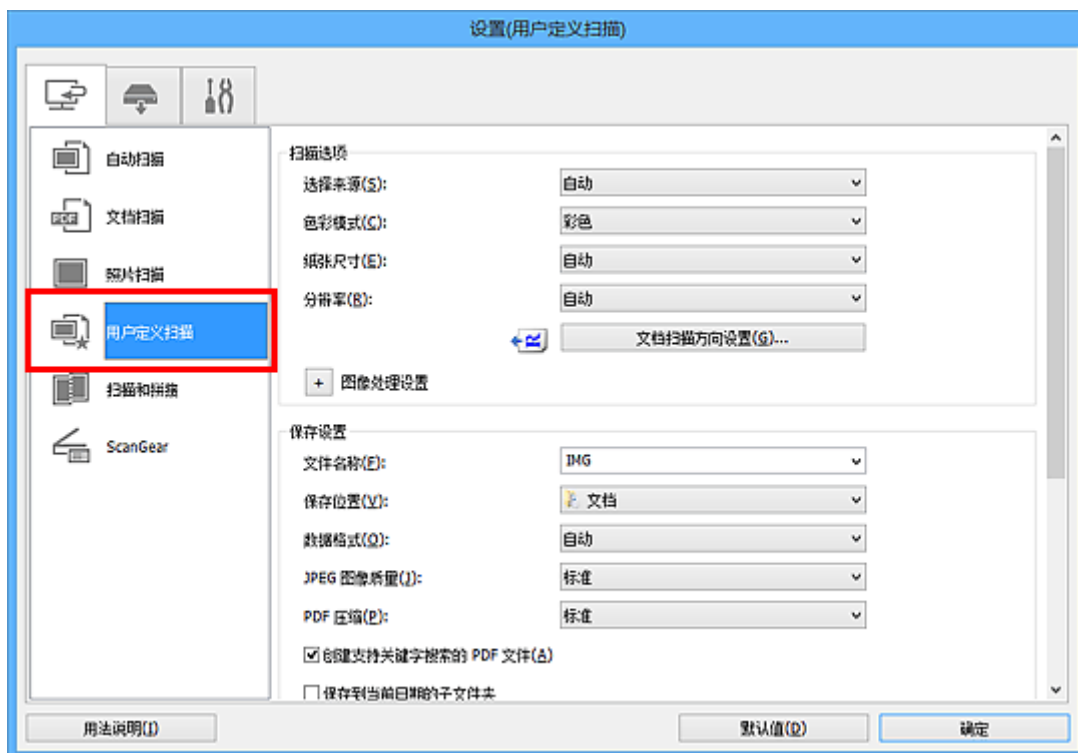 设置(用户定义扫描)
自动扫描
PDF
文档扫描
照片扫描
用户定义扫描
扫描和拼接
ScanGear
扫描选项
选择来源(S): 自动
色彩模式(C): 彩色
纸张尺寸(E): 自动
分辨率(R): 自动
R 文档扫描方向设置(G)...
+ 图像处理设置
保存设置
文件名称(F): IMG
保存位置(V): 文档
数据格式(O): 自动
JPEG 图像质量(J): 标准
PDF 压缩(P): 标准
创建支持关键字搜索的 PDF 文件(A)
保存到当前日期的子文件夹
用法说明(I) 默认值(D) 确定